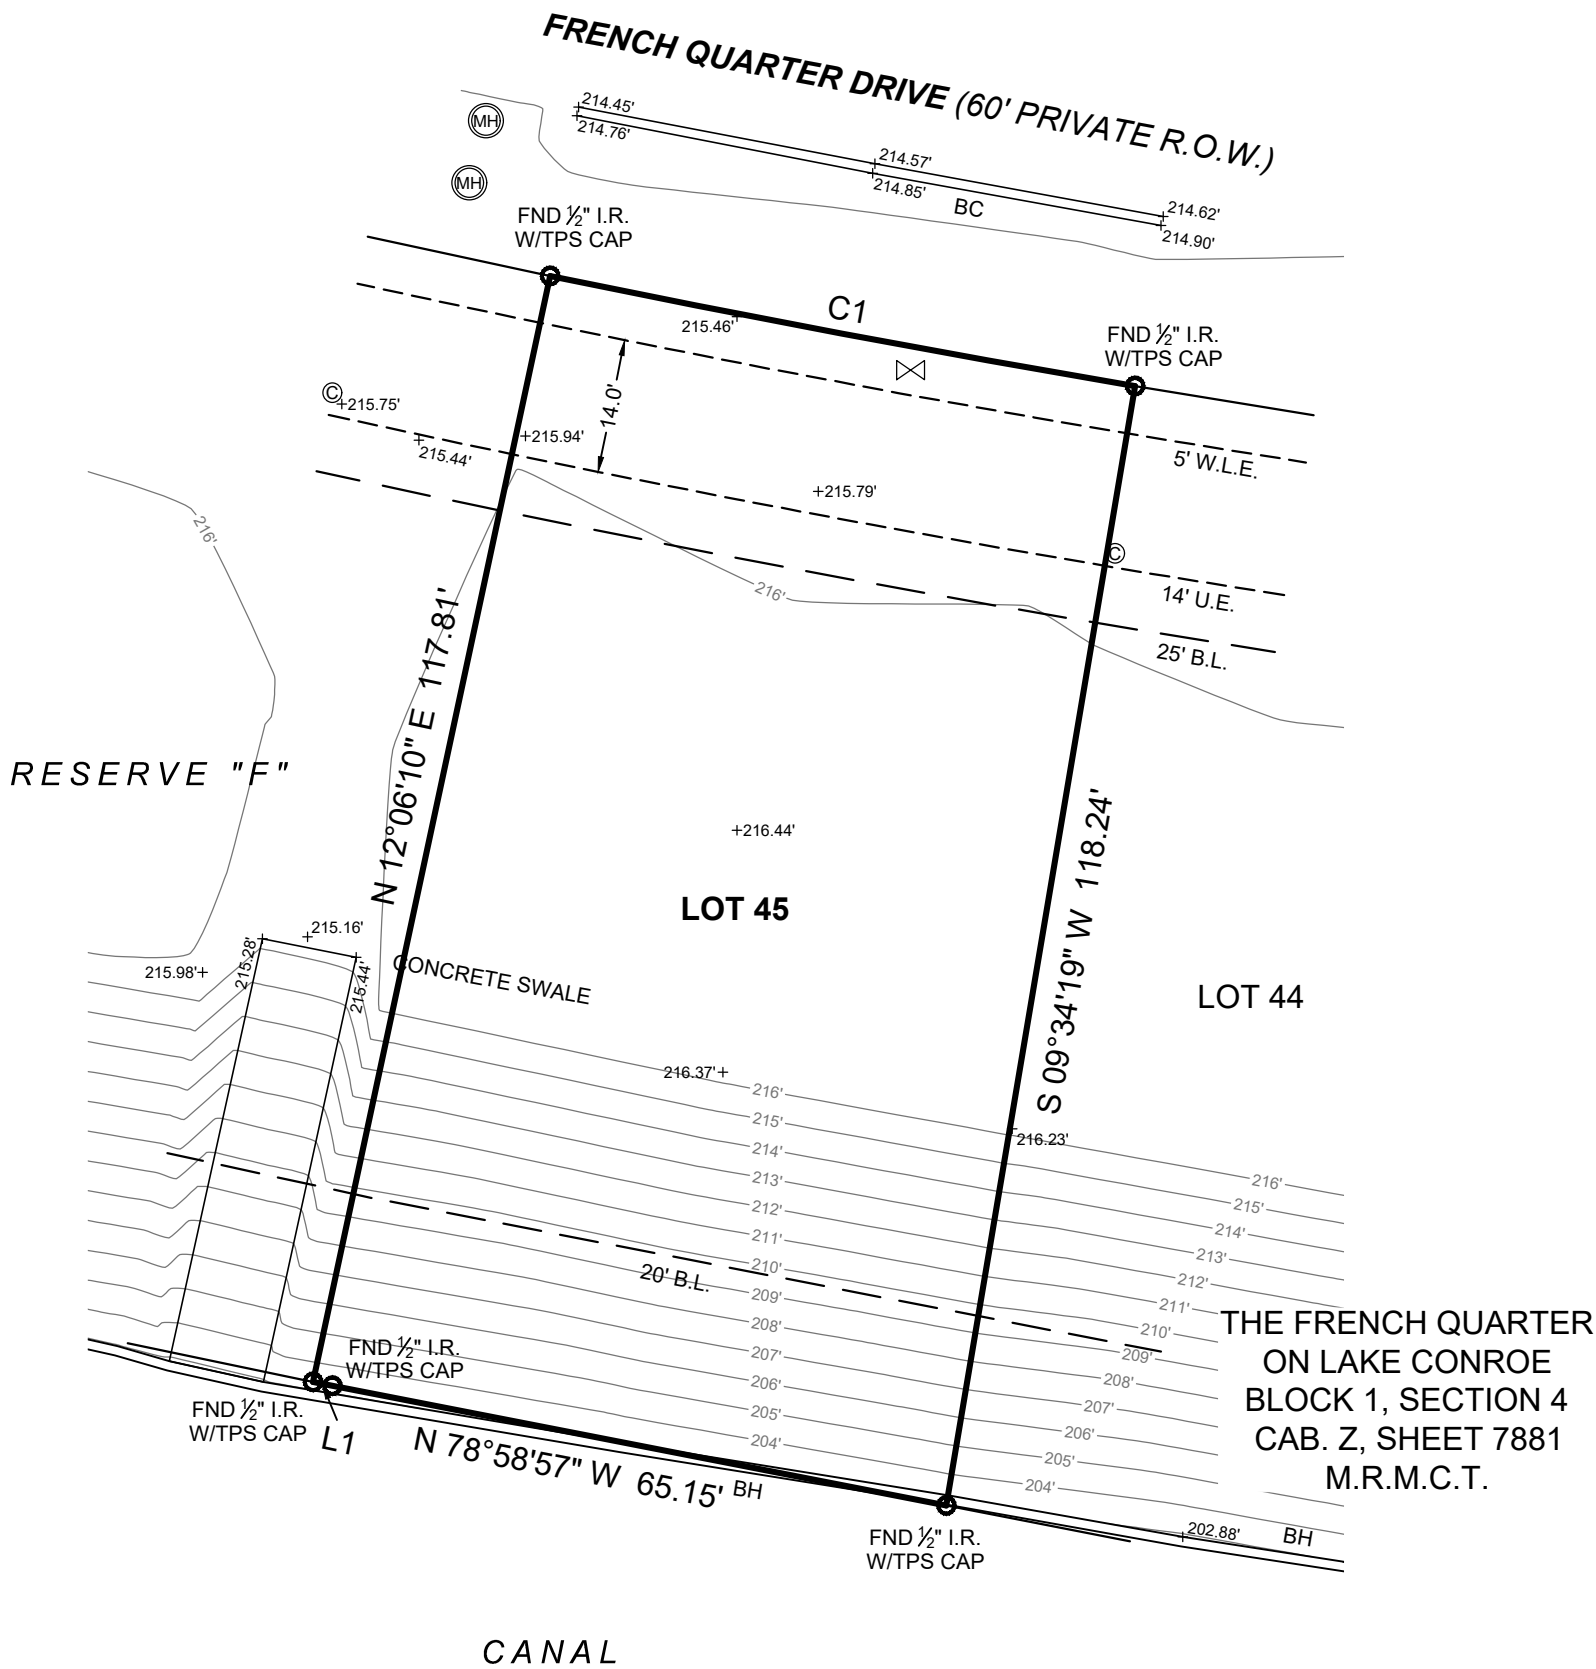 FRENCH QUARTER DRIVE (60' PRIVATE R.O.W.)
214.45'
214.76'
MH
214.57'
214.85'
BC
MH
214.62'
214.90'
FND ½" I.R.
W/TPS CAP
C1
215.46'
FND ½" I.R.
W/TPS CAP
14.0'
©
215.75'
215.94'
215.44'
5' W.L.E.
215.79'
216'
©
14' U.E.
216'
25' B.L.
N 12°06'10" E 117.81'
RESERVE "F"
216.44'
S 09°34'19" W 118.24'
LOT 45
215.16'
215.28'
215.98'
215.44'
CONCRETE SWALE
LOT 44
216.37'
216'
215'
214'
213'
212'
211'
210'
209'
208'
207'
206'
205'
204'
216.23'
216'
215'
214'
213'
212'
211'
210'
209'
208'
207'
206'
205'
204'
20' B.L.
THE FRENCH QUARTER
ON LAKE CONROE
BLOCK 1, SECTION 4
CAB. Z, SHEET 7881
M.R.M.C.T.
FND ½" I.R.
W/TPS CAP
FND ½" I.R.
W/TPS CAP
L1
N 78°58'57" W 65.15'
BH
FND ½" I.R.
W/TPS CAP
202.88'
BH
CANAL